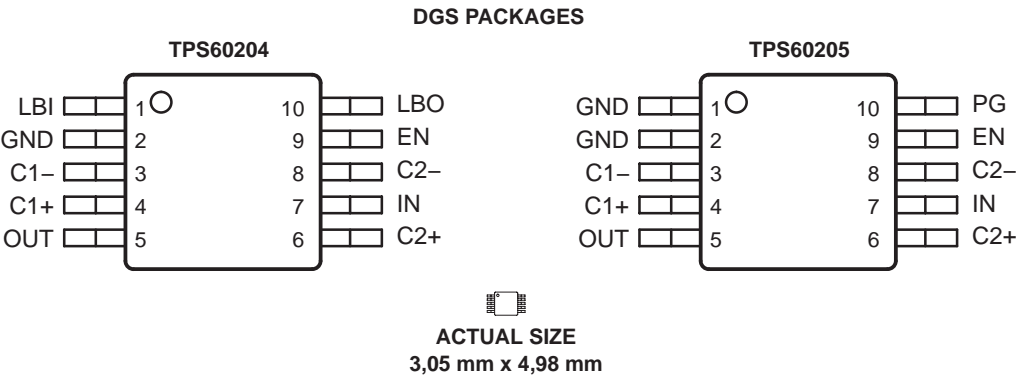 DGS PACKAGES
TPS60204
LBI 1 10 LBO
GND 2 9 EN
C1– 3 8 C2–
C1+ 4 7 IN
OUT 5 6 C2+
TPS60205
GND 1 10 PG
GND 2 9 EN
C1– 3 8 C2–
C1+ 4 7 IN
OUT 5 6 C2+
ACTUAL SIZE
3,05 mm x 4,98 mm